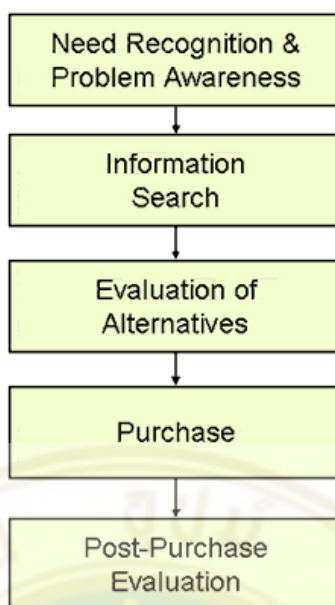 Need Recognition &
Problem Awareness
Information
Search
Evaluation of
Alternatives
Purchase
Post-Purchase
Evaluation